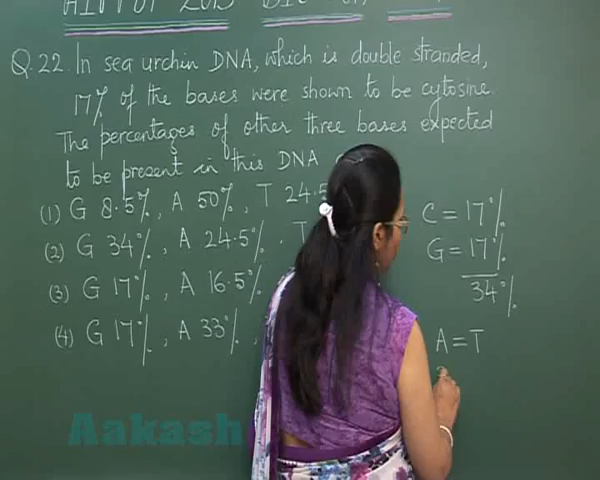 AIPMT 2015
Q.22 In sea urchin DNA, which is double stranded,
17% of the bases were shown to be cytosine.
The percentages of other three bases expected
to be present in this DNA
(1) G 8.5%, A 50%, T 24.5
(2) G 34%, A 24.5%, T
(3) G 17%, A 16.5%
(4) G 17%, A 33%,
C = 17%
G = 17%
34%
A = T
Aakash